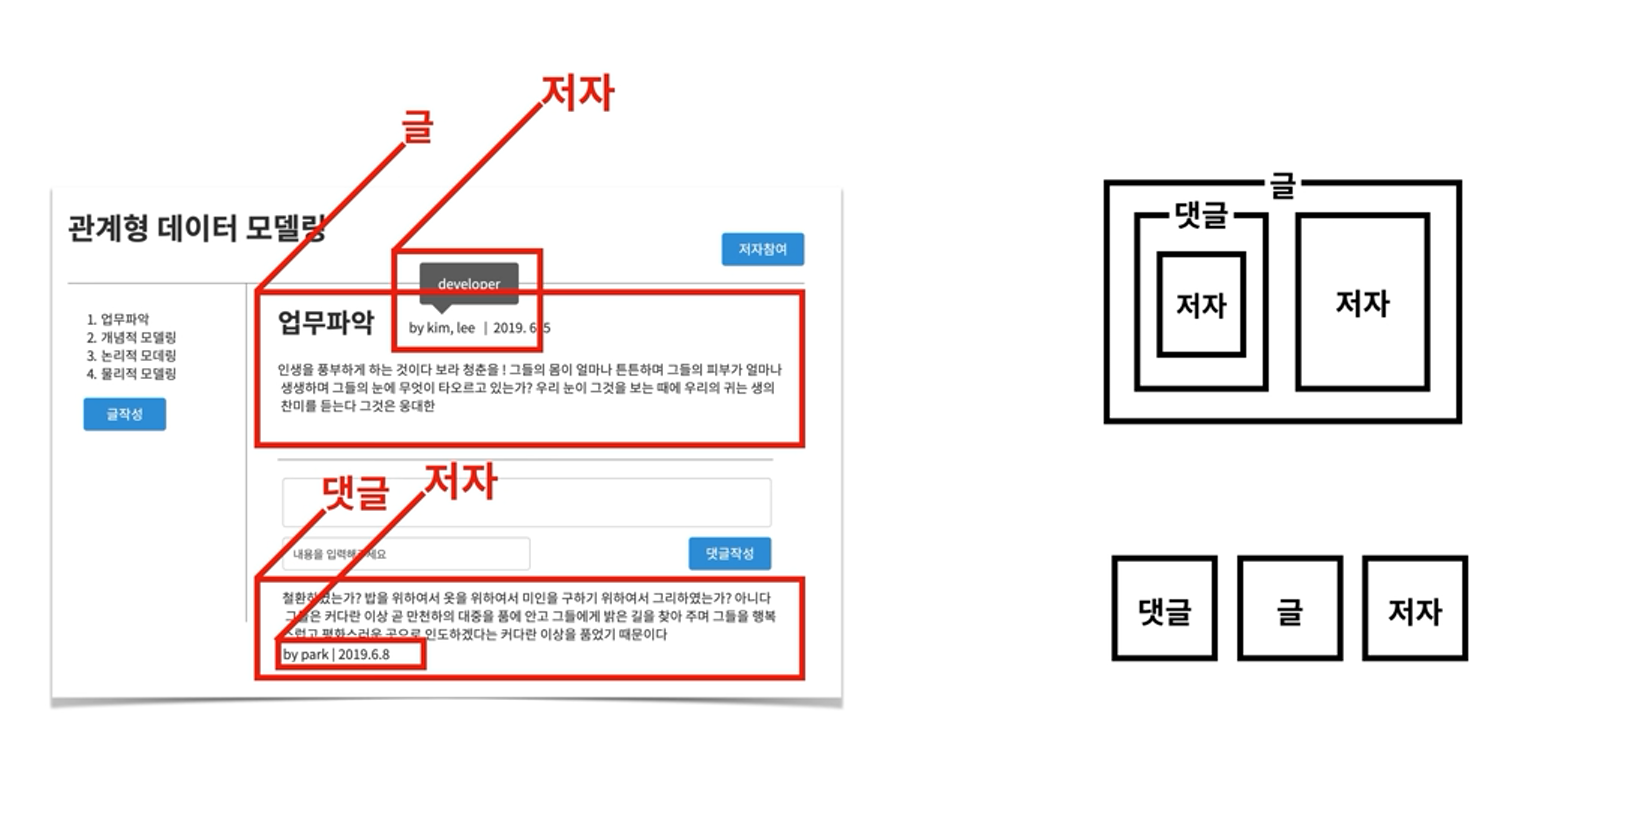 저자
글
관계형 데이터 모델링
저자참여
developer
1. 업무파악
2. 개념적 모델링
3. 논리적 모데링
4. 물리적 모델링
글작성
업무파악
by kim, lee | 2019. 6.5
인생을 풍부하게 하는 것이다 보라 청춘을 ! 그들의 몸이 얼마나 튼튼하며 그들의 피부가 얼마나
생생하며 그들의 눈에 무엇이 타오르고 있는가? 우리 눈이 그것을 보는 때에 우리의 귀는 생의
찬미를 듣는다 그것은 웅대한
댓글
저자
내용을 입력해주세요
댓글작성
철환하였는가? 밥을 위하여서 옷을 위하여서 미인을 구하기 위하여서 그리하였는가? 아니다
그들은 커다란 이상 곧 만천하의 대중을 품에 안고 그들에게 밝은 길을 찾아 주며 그들을 행복
스럽고 평화스러운 곳으로 인도하겠다는 커다란 이상을 품었기 때문이다
by park | 2019.6.8
글
댓글
저자
저자
댓글
글
저자